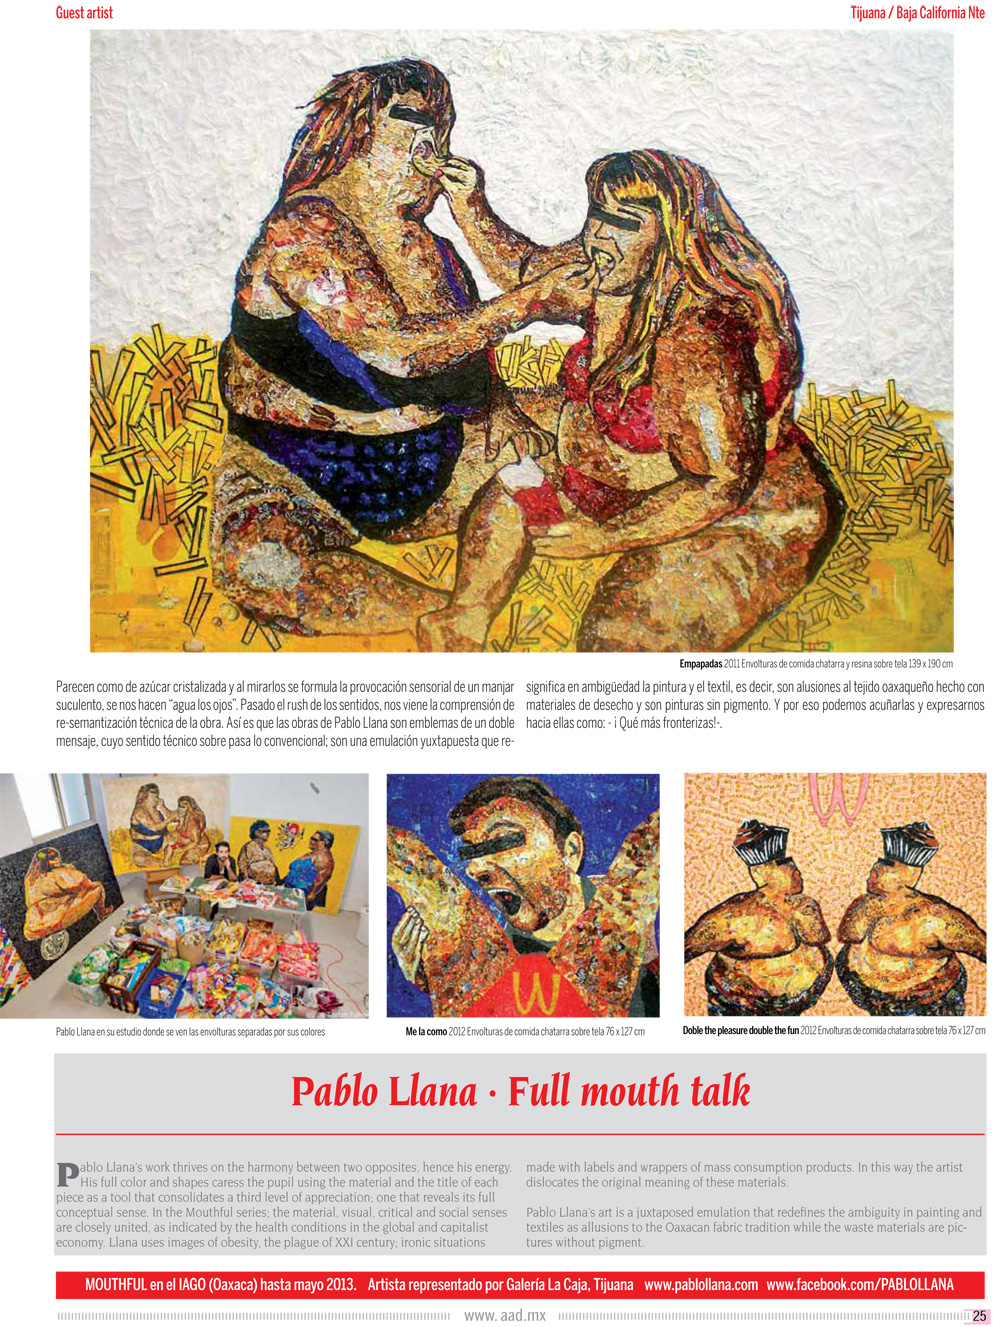 Guest artist
Tijuana / Baja California Nte
Empapadas 2011 Envolturas de comida chatarra y resina sobre tela 139 x 190 cm
Parecen como de azúcar cristalizada y al mirarlos se formula la provocación sensorial de un manjar
suculento, se nos hacen “agua los ojos”. Pasado el rush de los sentidos, nos viene la comprensión de
re-semantización técnica de la obra. Así es que las obras de Pablo Llana son emblemas de un doble
mensaje, cuyo sentido técnico sobre pasa lo convencional; son una emulación yuxtapuesta que re-
significa en ambigüedad la pintura y el textil, es decir, son alusiones al tejido oaxaqueño hecho con
materiales de desecho y son pinturas sin pigmento. Y por eso podemos acuñarlas y expresarnos
hacia ellas como: - ¡ Qué más fronterizas!-.
Pablo Llana en su estudio donde se ven las envolturas separadas por sus colores
Me la como 2012 Envolturas de comida chatarra sobre tela 76 x 127 cm
Doble the pleasure double the fun 2012 Envolturas de comida chatarra sobre tela 76 x 127 cm
Pablo Llana · Full mouth talk
Pablo Llana’s work thrives on the harmony between two opposites, hence his energy.
His full color and shapes caress the pupil using the material and the title of each
piece as a tool that consolidates a third level of appreciation; one that reveals its full
conceptual sense. In the Mouthful series; the material, visual, critical and social senses
are closely united, as indicated by the health conditions in the global and capitalist
economy. Llana uses images of obesity, the plague of XXI century; ironic situations
made with labels and wrappers of mass consumption products. In this way the artist
dislocates the original meaning of these materials.
Pablo Llana’s art is a juxtaposed emulation that redefines the ambiguity in painting and
textiles as allusions to the Oaxacan fabric tradition while the waste materials are pic-
tures without pigment.
MOUTHFUL en el IAGO (Oaxaca) hasta mayo 2013. Artista representado por Galería La Caja, Tijuana www.pablollana.com www.facebook.com/PABLOLLANA
www. aad.mx
25